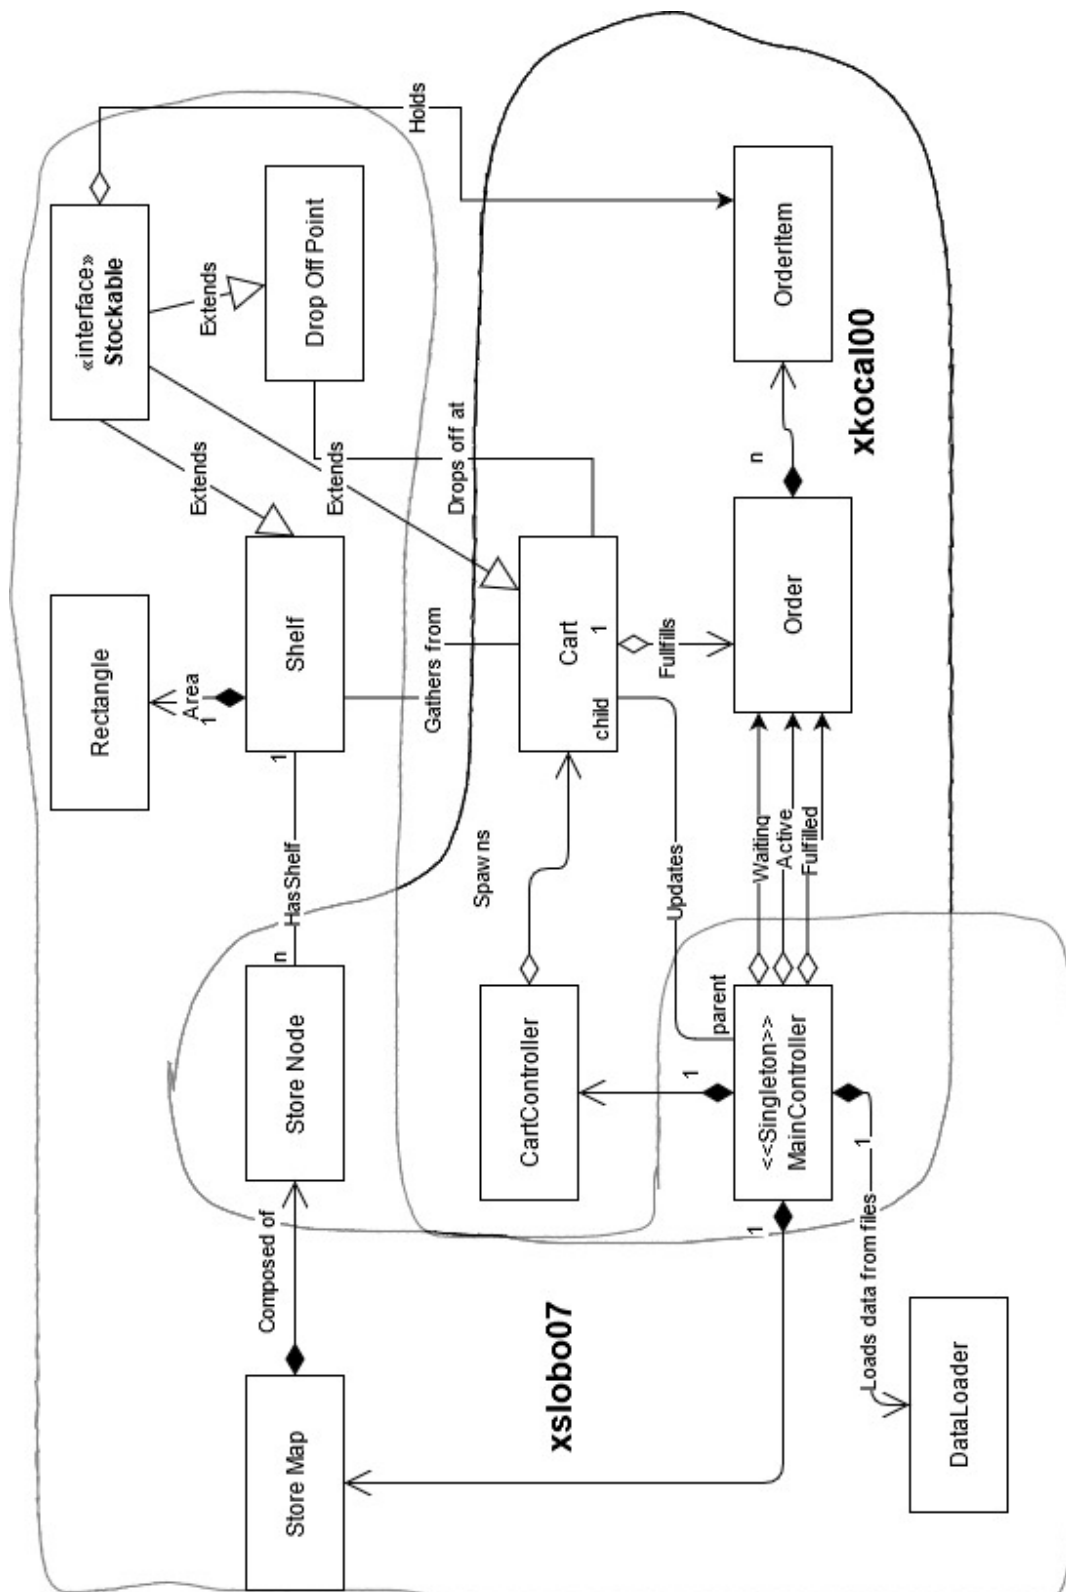 Store Map
Composed of
Store Node
n
HasShelf
1
Shelf
1
Area
Rectangle
Extends
«interface»
Stockable
Extends
Drop Off Point
Extends
Holds
Gathers from
Drops off at
xslobo07
CartController
Spawns
child
Cart
1
Updates
Fullfills
1
1
parent
<<Singleton>>
MainController
Waiting
Active
Fulfilled
Order
n
OrderItem
xkocal00
Loads data from files
1
DataLoader